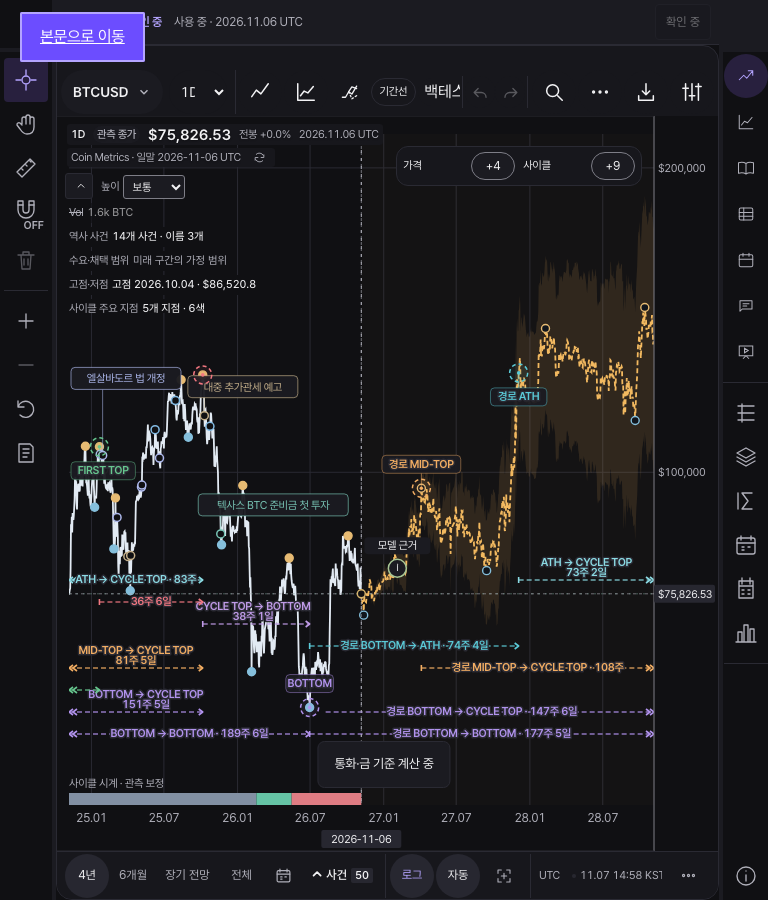 본문으로 이동
인 중 사용 중 · 2026.11.06 UTC
확인 중
BTCUSD
기간선
백테스
1D 관측 종가 $75,826.53 전봉 +0.0% 2026.11.06 UTC
Coin Metrics · 일말 2026-11-06 UTC
높이 보통
가격 +4 사이클 +9
Vol 1.6k BTC
OFF
역사 사건 14개 사건 · 이름 3개
수요·채택 범위 미래 구간의 가정 범위
고점·저점 고점 2026.10.04 · $86,520.8
사이클 주요 지점 5개 지점 · 6색
$200,000
엘살바도르 법 개정
대중 추가관세 예고
경로 ATH
FIRST TOP
경로 MID-TOP
$100,000
텍사스 BTC 준비금 첫 투자
모델 근거
ATH → CYCLE TOP
73주 2일
ATH → CYCLE TOP · 83주
$75,826.53
36주 6일
CYCLE TOP → BOTTOM
38주 1일
경로 BOTTOM → ATH · 74주 4일
MID-TOP → CYCLE TOP
81주 5일
경로 MID-TOP → CYCLE TOP · 108주
BOTTOM
BOTTOM → CYCLE TOP
151주 5일
경로 BOTTOM → CYCLE TOP · 147주 6일
BOTTOM → BOTTOM · 189주 6일
경로 BOTTOM → BOTTOM · 177주 5일
통화·금 기준 계산 중
사이클 시계 · 관측 보정
25.01 25.07 26.01 26.07 27.01 27.07 28.01 28.07
2026-11-06
4년 6개월 장기 전망 전체 사건 50 로그 자동 UTC 11.07 14:58 KST